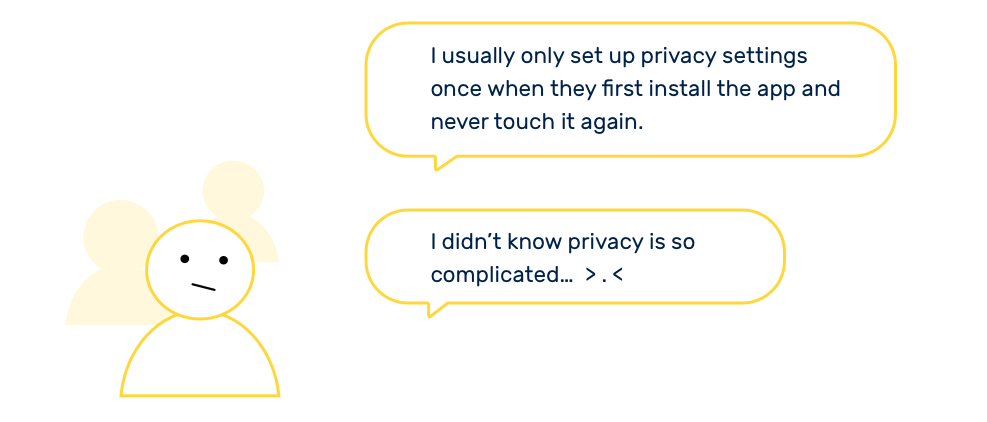 I usually only set up privacy settings
once when they first install the app and
never touch it again.
I didn’t know privacy is so
complicated… > . <